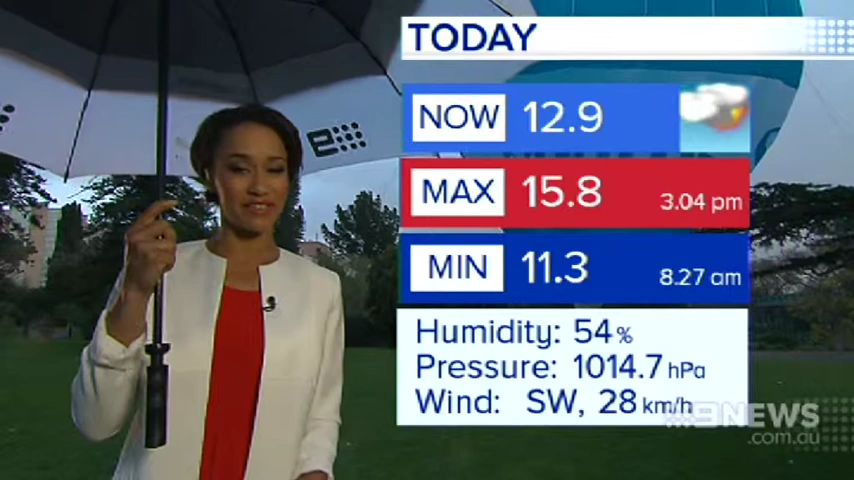 TODAY
NOW 12.9
MAX 15.8 3.04 pm
MIN 11.3 8.27 am
Humidity: 54%
Pressure: 1014.7 hPa
Wind: SW, 28 km/h
9NEWS
.com.au